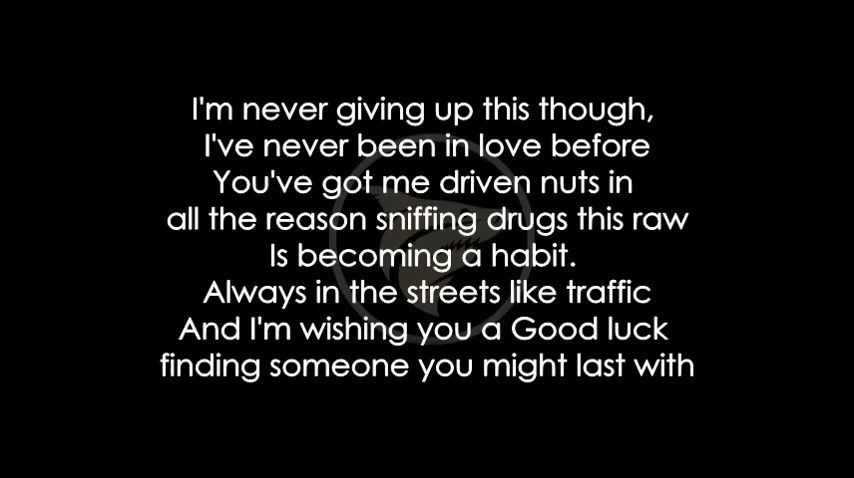 I'm never giving up this though,
I've never been in love before
You've got me driven nuts in
all the reason sniffing drugs this raw
Is becoming a habit.
Always in the streets like traffic
And I'm wishing you a Good luck
finding someone you might last with